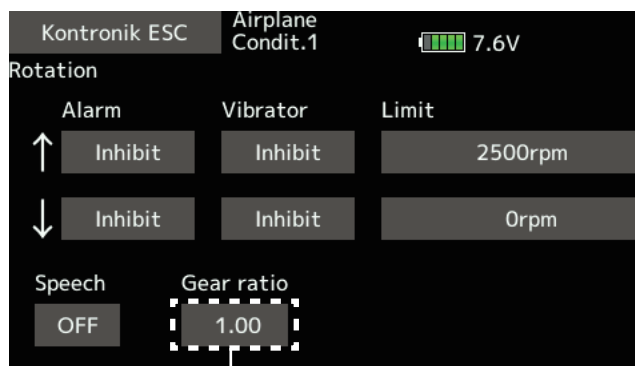 Kontronik ESC
Airplane
Condit.1
7.6V
Rotation
Alarm Vibrator Limit
↑ Inhibit Inhibit 2500rpm
↓ Inhibit Inhibit 0rpm
Speech Gear ratio
OFF 1.00